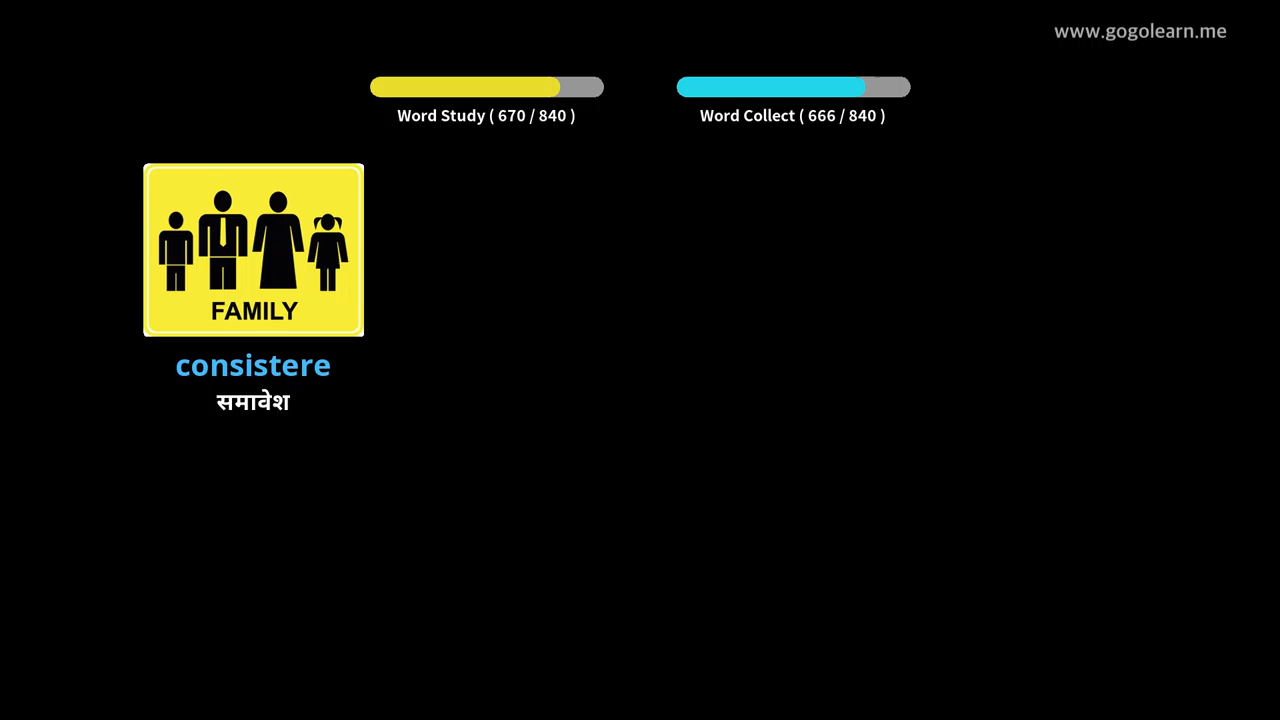 www.gogolearn.me
Word Study ( 670 / 840 )
Word Collect ( 666 / 840 )
FAMILY
consistere
समावेश